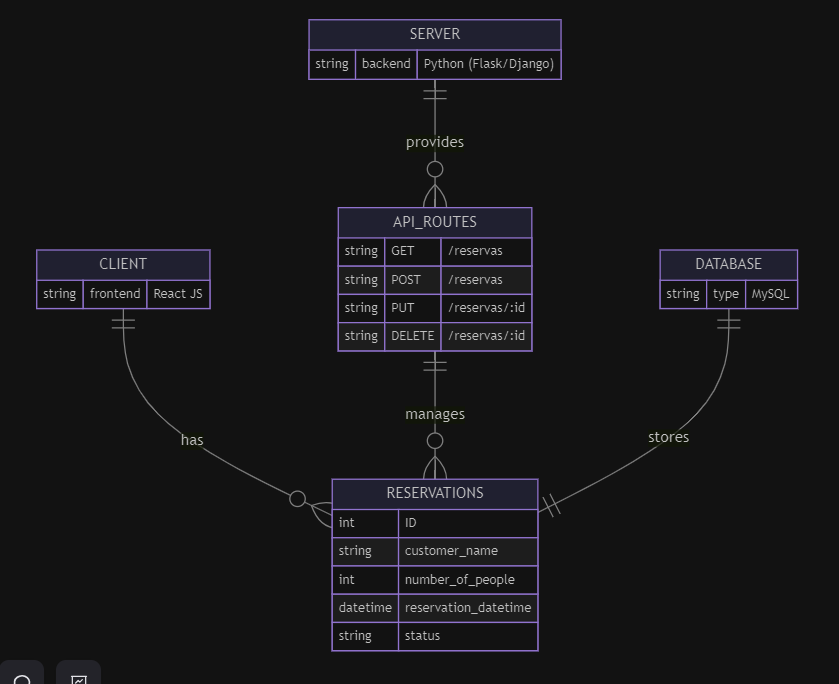 SERVER
string backend Python (Flask/Django)
provides
API_ROUTES
string GET /reservas
string POST /reservas
string PUT /reservas/:id
string DELETE /reservas/:id
CLIENT
string frontend React JS
DATABASE
string type MySQL
manages
has
stores
RESERVATIONS
int ID
string customer_name
int number_of_people
datetime reservation_datetime
string status